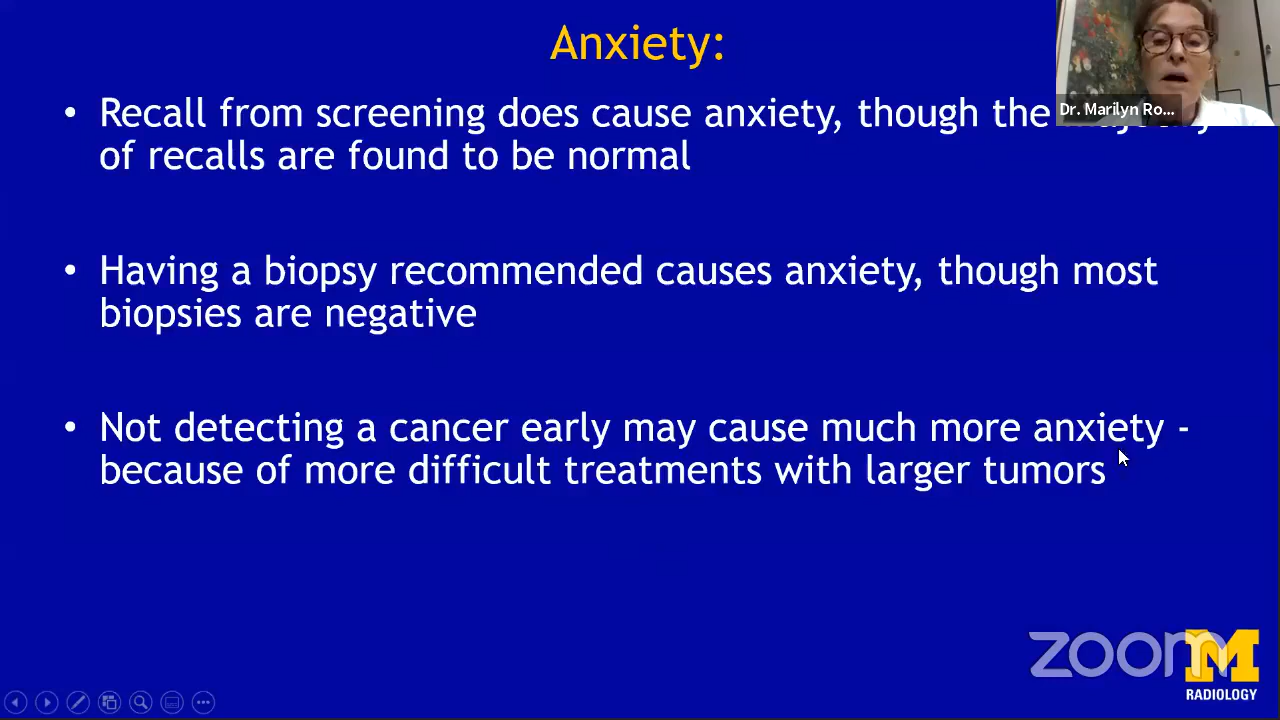 Anxiety:
Dr. Marilyn Ro...
• Recall from screening does cause anxiety, though the
of recalls are found to be normal
• Having a biopsy recommended causes anxiety, though most
biopsies are negative
• Not detecting a cancer early may cause much more anxiety -
because of more difficult treatments with larger tumors
zoom
M
RADIOLOGY